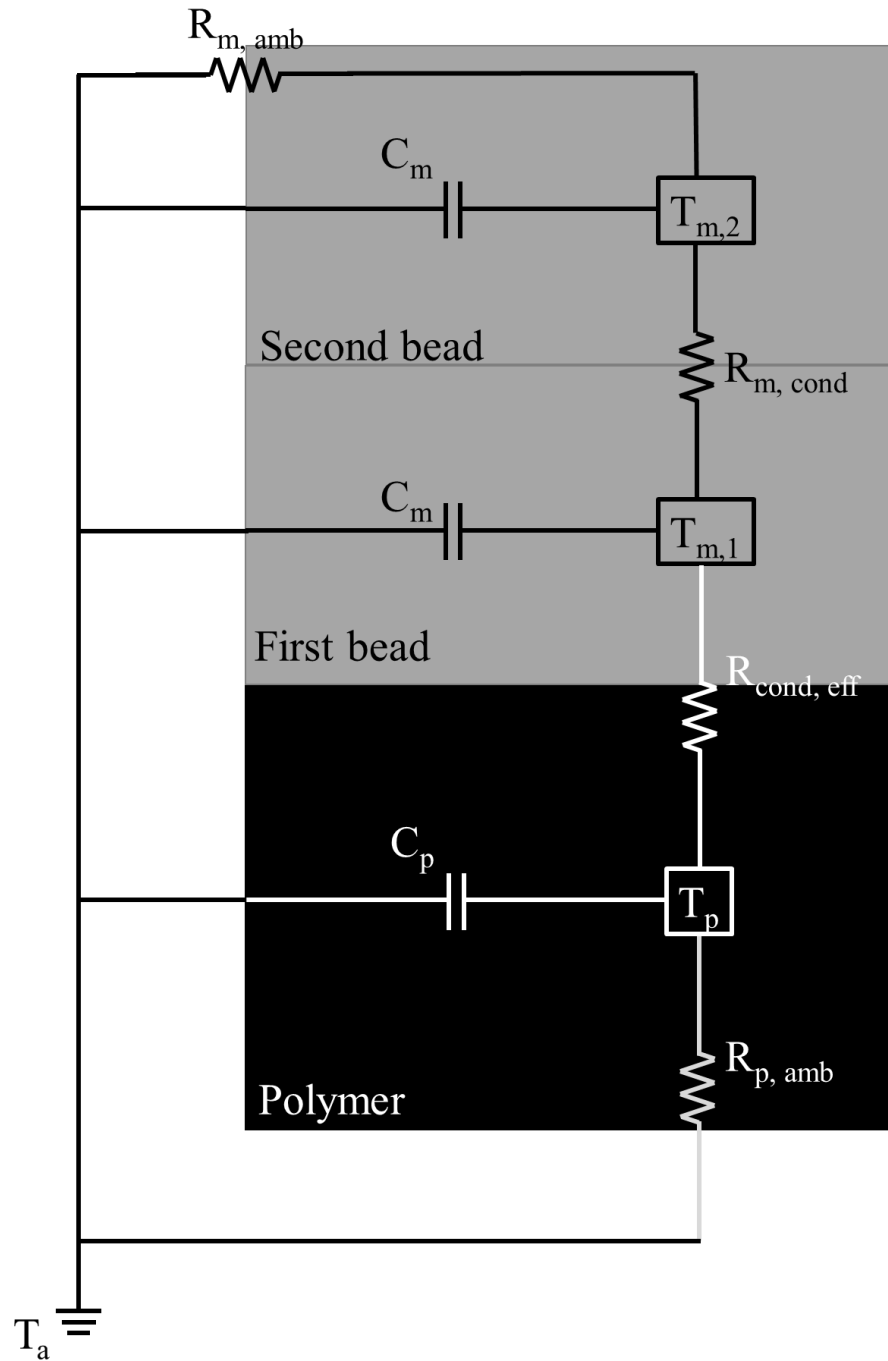 R_m, amb
C_m
T_m,2
Second bead
R_m, cond
C_m
T_m,1
First bead
R_cond, eff
C_p
T_p
R_p, amb
Polymer
T_a